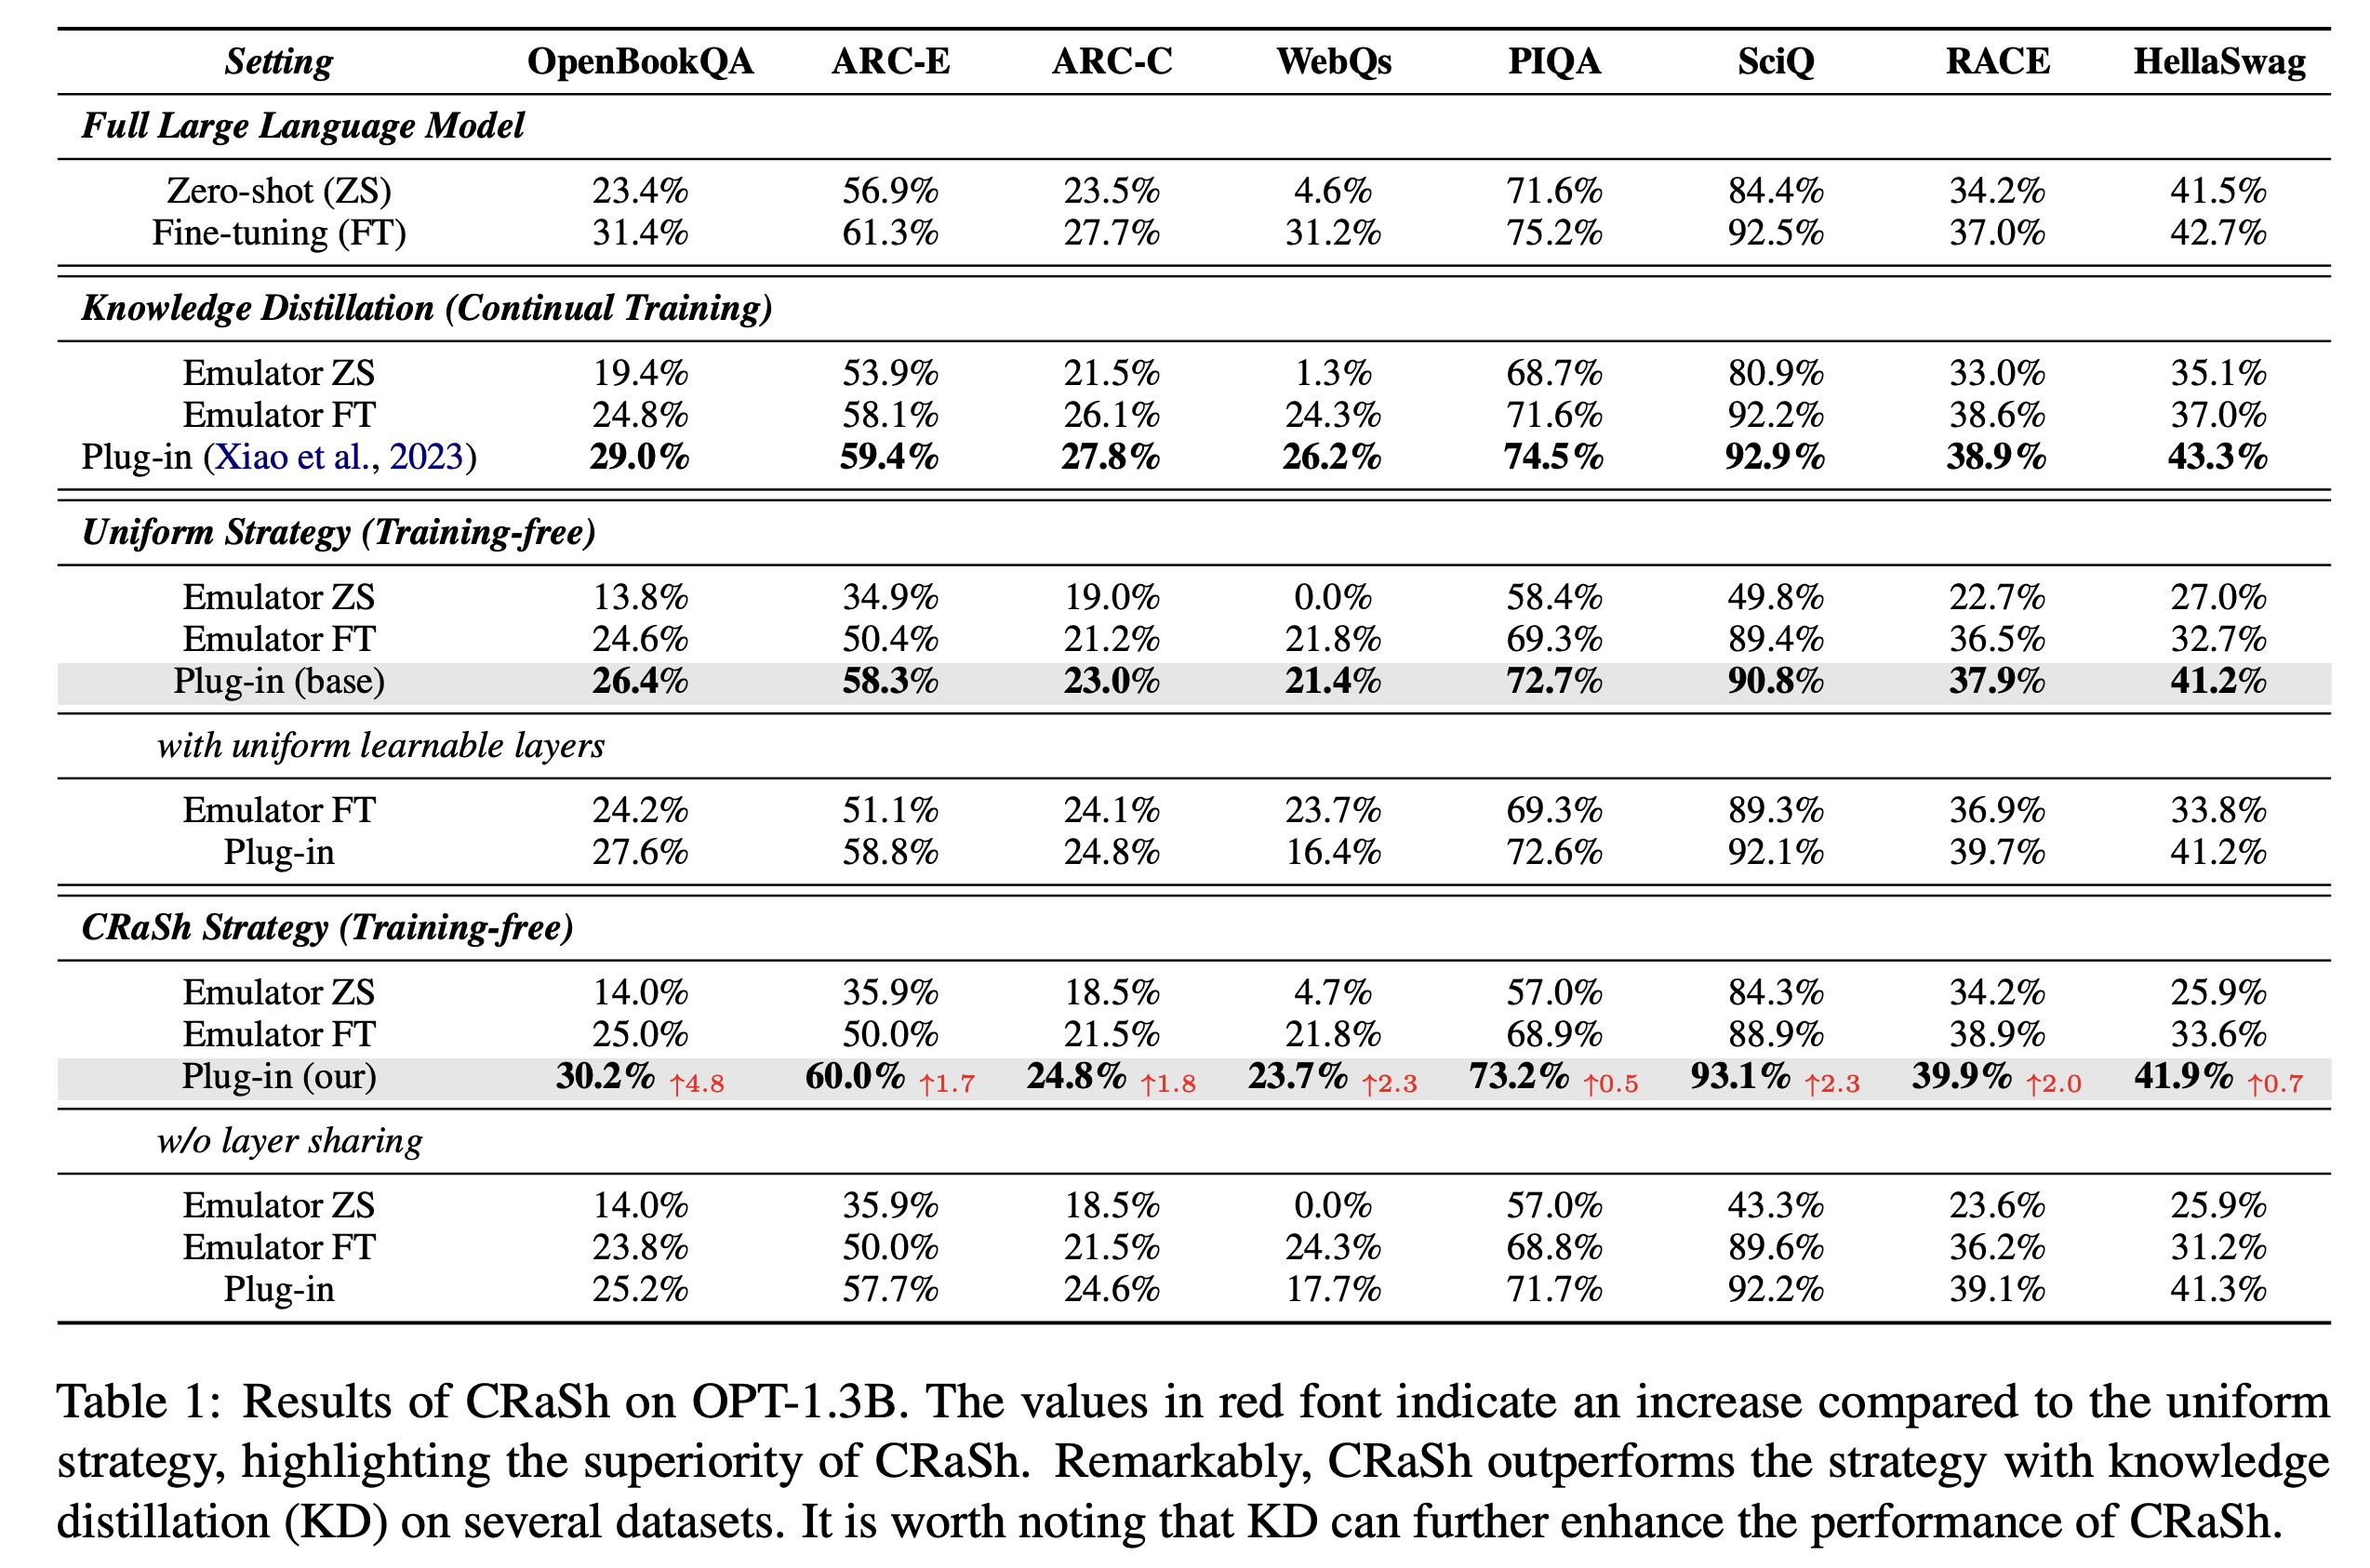 Setting OpenBookQA ARC-E ARC-C WebQs PIQA SciQ RACE HellaSwag
Full Large Language Model
Zero-shot (ZS) 23.4% 56.9% 23.5% 4.6% 71.6% 84.4% 34.2% 41.5%
Fine-tuning (FT) 31.4% 61.3% 27.7% 31.2% 75.2% 92.5% 37.0% 42.7%
Knowledge Distillation (Continual Training)
Emulator ZS 19.4% 53.9% 21.5% 1.3% 68.7% 80.9% 33.0% 35.1%
Emulator FT 24.8% 58.1% 26.1% 24.3% 71.6% 92.2% 38.6% 37.0%
Plug-in (Xiao et al., 2023) 29.0% 59.4% 27.8% 26.2% 74.5% 92.9% 38.9% 43.3%
Uniform Strategy (Training-free)
Emulator ZS 13.8% 34.9% 19.0% 0.0% 58.4% 49.8% 22.7% 27.0%
Emulator FT 24.6% 50.4% 21.2% 21.8% 69.3% 89.4% 36.5% 32.7%
Plug-in (base) 26.4% 58.3% 23.0% 21.4% 72.7% 90.8% 37.9% 41.2%
with uniform learnable layers
Emulator FT 24.2% 51.1% 24.1% 23.7% 69.3% 89.3% 36.9% 33.8%
Plug-in 27.6% 58.8% 24.8% 16.4% 72.6% 92.1% 39.7% 41.2%
CRaSh Strategy (Training-free)
Emulator ZS 14.0% 35.9% 18.5% 4.7% 57.0% 84.3% 34.2% 25.9%
Emulator FT 25.0% 50.0% 21.5% 21.8% 68.9% 88.9% 38.9% 33.6%
Plug-in (our) 30.2% ↑4.8 60.0% ↑1.7 24.8% ↑1.8 23.7% ↑2.3 73.2% ↑0.5 93.1% ↑2.3 39.9% ↑2.0 41.9% ↑0.7
w/o layer sharing
Emulator ZS 14.0% 35.9% 18.5% 0.0% 57.0% 43.3% 23.6% 25.9%
Emulator FT 23.8% 50.0% 21.5% 24.3% 68.8% 89.6% 36.2% 31.2%
Plug-in 25.2% 57.7% 24.6% 17.7% 71.7% 92.2% 39.1% 41.3%
Table 1: Results of CRaSh on OPT-1.3B. The values in red font indicate an increase compared to the uniform
strategy, highlighting the superiority of CRaSh. Remarkably, CRaSh outperforms the strategy with knowledge
distillation (KD) on several datasets. It is worth noting that KD can further enhance the performance of CRaSh.